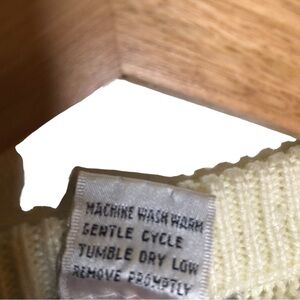 MACHINE WASH WARM
GENTLE CYCLE
TUMBLE DRY LOW
REMOVE PROMPTLY